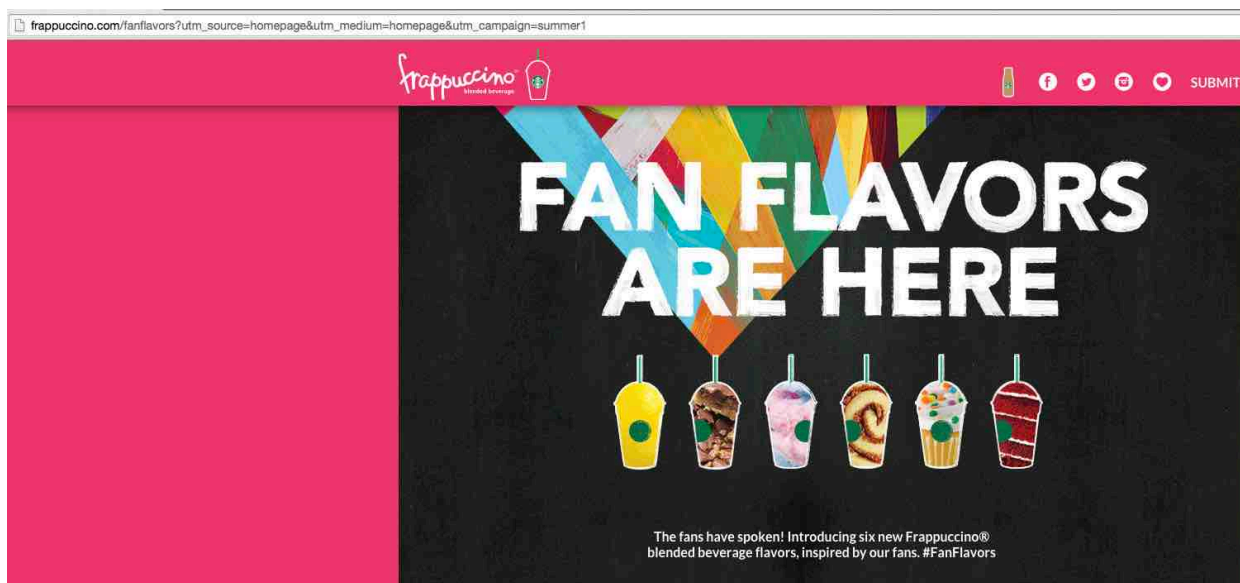 frappuccino.com/fanflavors?utm_source=homepage&utm_medium=homepage&utm_campaign=summer1
frappuccino
blended beverage
SUBMIT
FAN FLAVORS
ARE HERE
The fans have spoken! Introducing six new Frappuccino®
blended beverage flavors, inspired by our fans. #FanFlavors